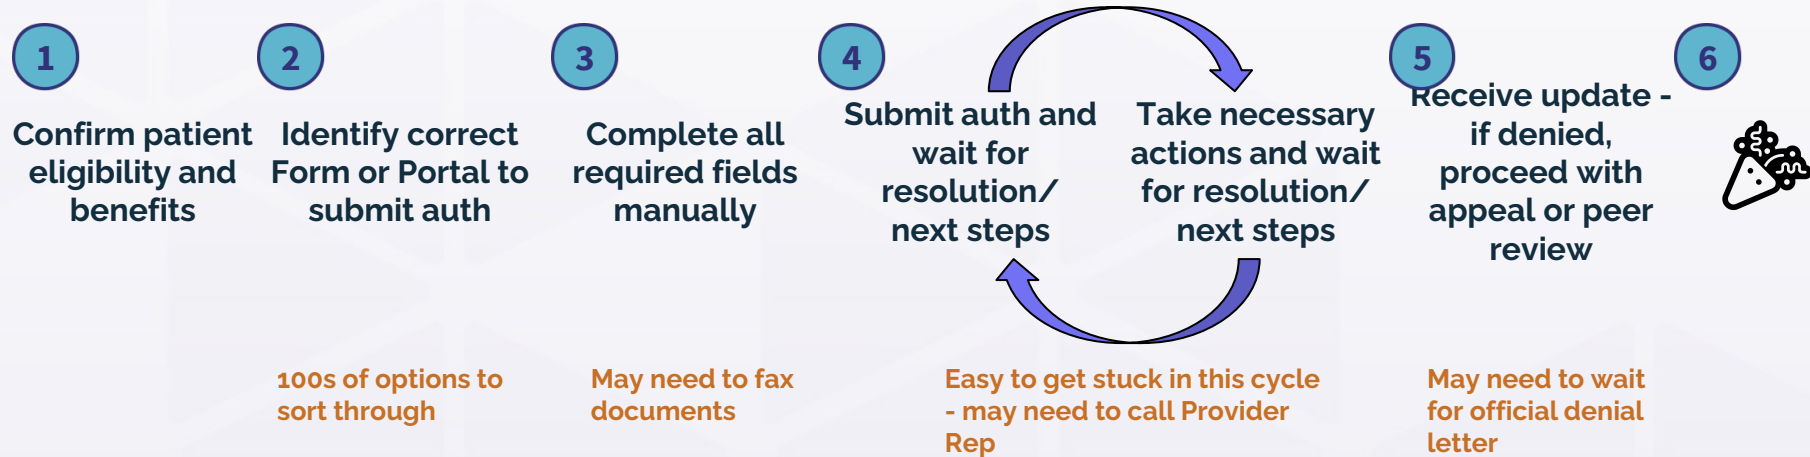 1
Confirm patient
eligibility and
benefits
2
Identify correct
Form or Portal to
submit auth
100s of options to
sort through
3
Complete all
required fields
manually
May need to fax
documents
4
Submit auth and
wait for
resolution/
next steps
Take necessary
actions and wait
for resolution/
next steps
Easy to get stuck in this cycle
- may need to call Provider
Rep
5
Receive update -
if denied,
proceed with
appeal or peer
review
May need to wait
for official denial
letter
6